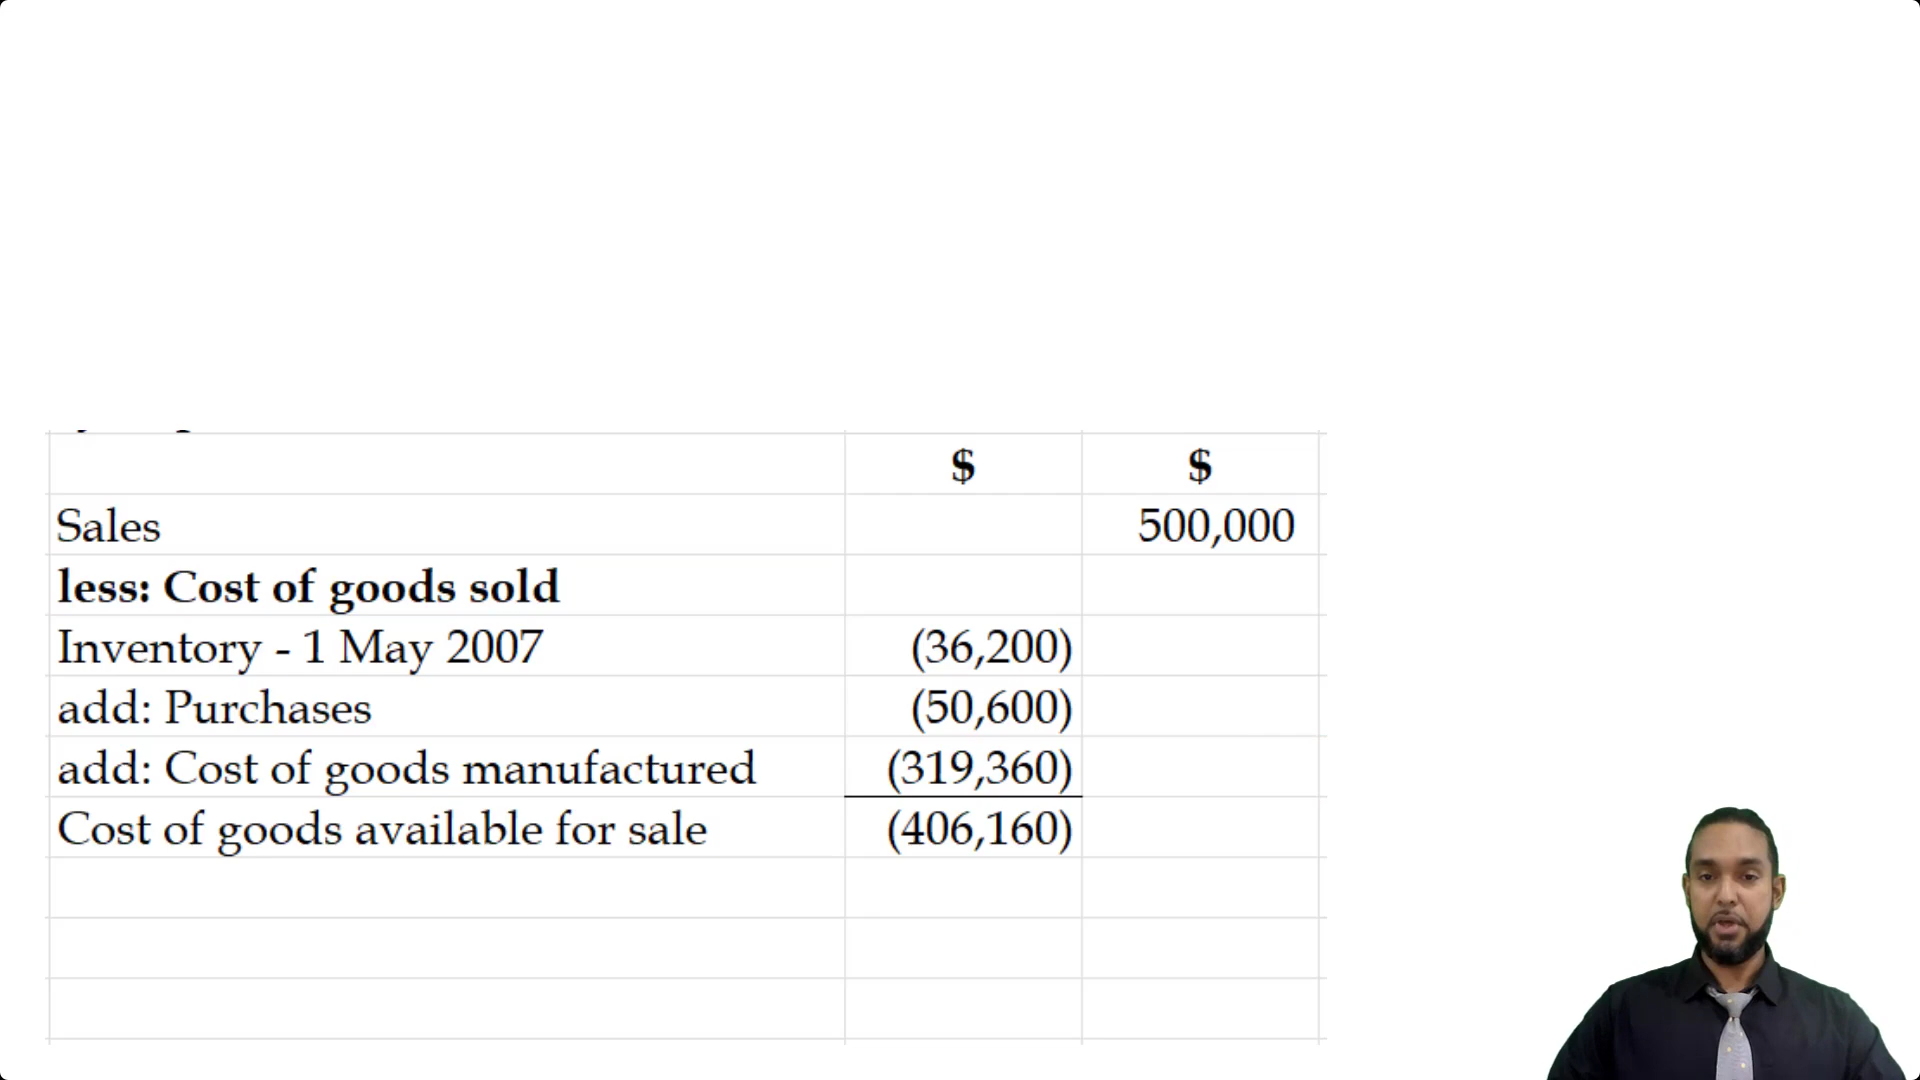 $ $
Sales 500,000
less: Cost of goods sold
Inventory - 1 May 2007 (36,200)
add: Purchases (50,600)
add: Cost of goods manufactured (319,360)
Cost of goods available for sale (406,160)